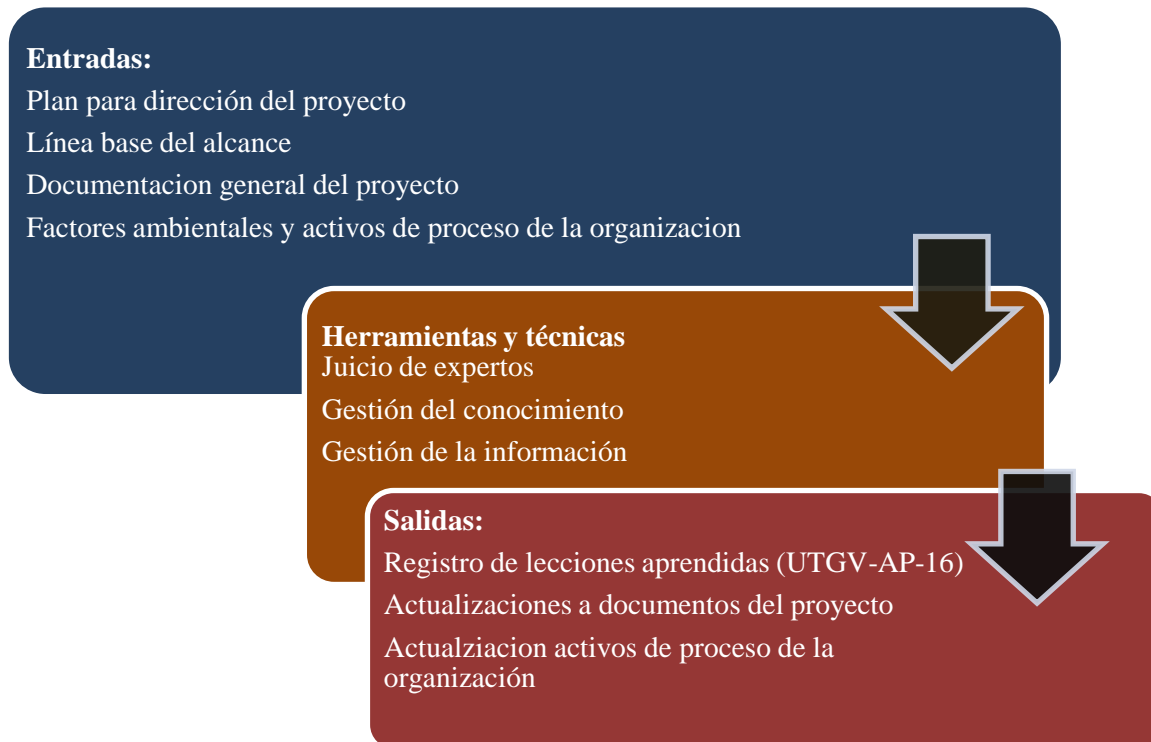 Entradas:
Plan para dirección del proyecto
Línea base del alcance
Documentacion general del proyecto
Factores ambientales y activos de proceso de la organizacion
Herramientas y técnicas
Juicio de expertos
Gestión del conocimiento
Gestión de la información
Salidas:
Registro de lecciones aprendidas (UTGV-AP-16)
Actualizaciones a documentos del proyecto
Actualziacion activos de proceso de la
organización